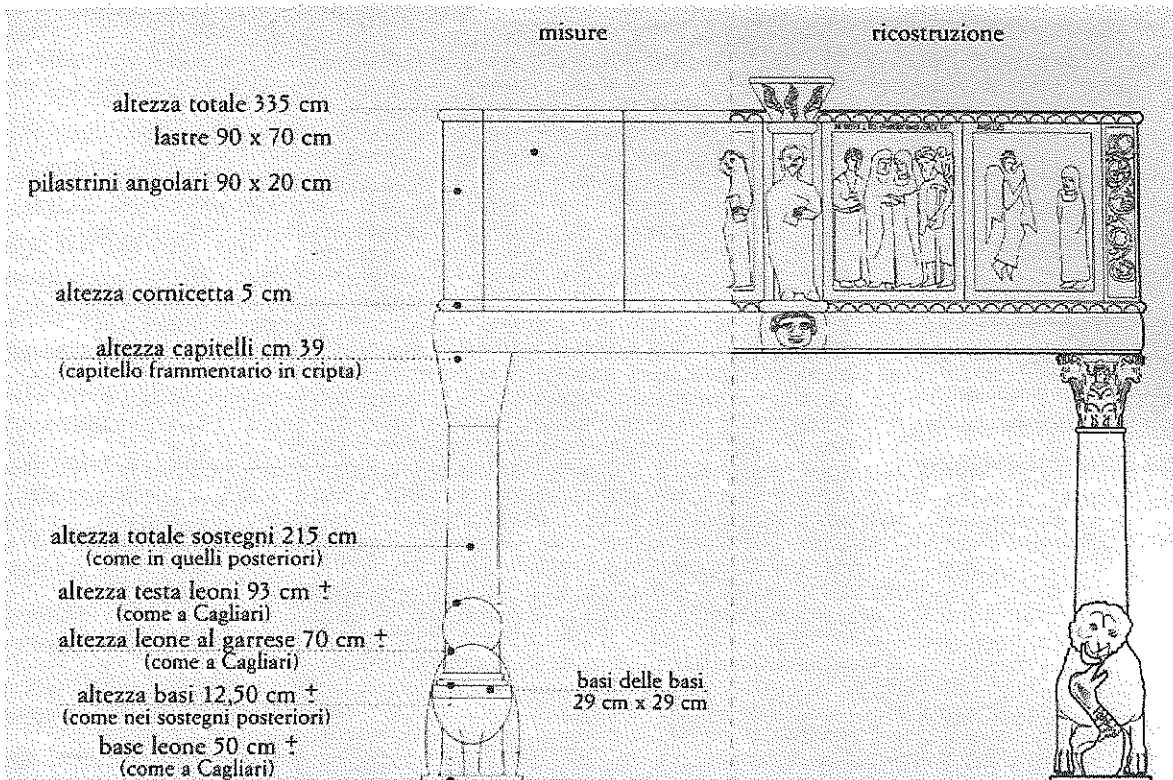 misure
ricostruzione
altezza totale 335 cm
lastre 90 x 70 cm
pilastrini angolari 90 x 20 cm
altezza cornicetta 5 cm
altezza capitelli cm 39
(capitello frammentario in cripta)
altezza totale sostegni 215 cm
(come in quelli posteriori)
altezza testa leoni 93 cm ±
(come a Cagliari)
altezza leone al garrese 70 cm ±
(come a Cagliari)
altezza basi 12,50 cm ±
(come nei sostegni posteriori)
base leone 50 cm ±
(come a Cagliari)
basi delle basi
29 cm x 29 cm